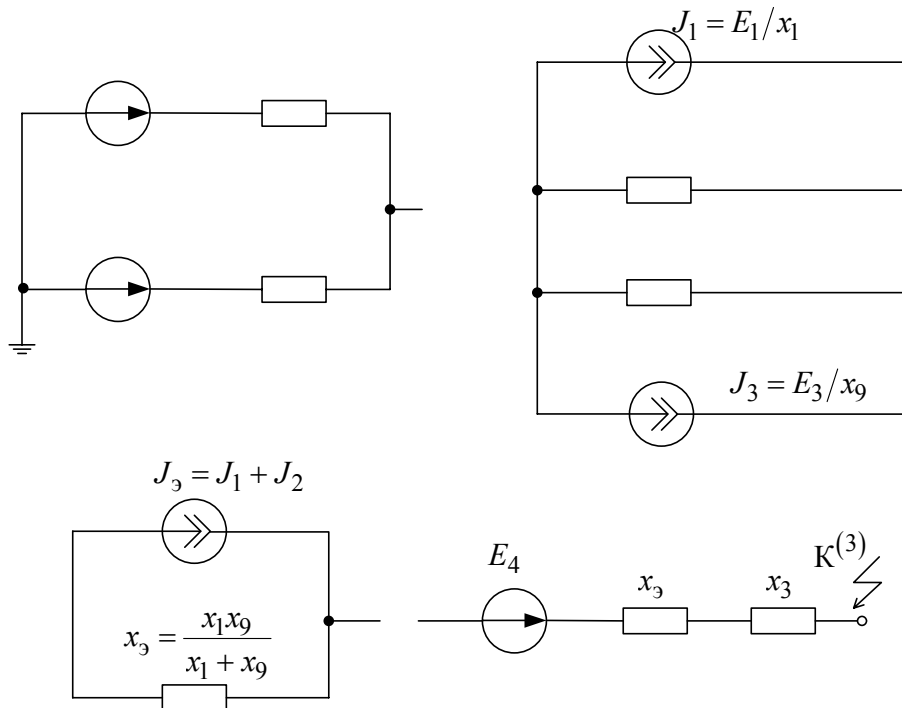 J₁ = E₁/x₁
J₃ = E₃/x₉
Jэ = J₁ + J₂
xэ = x₁x₉ / (x₁ + x₉)
E₄
xэ
x₃
К⁽³⁾